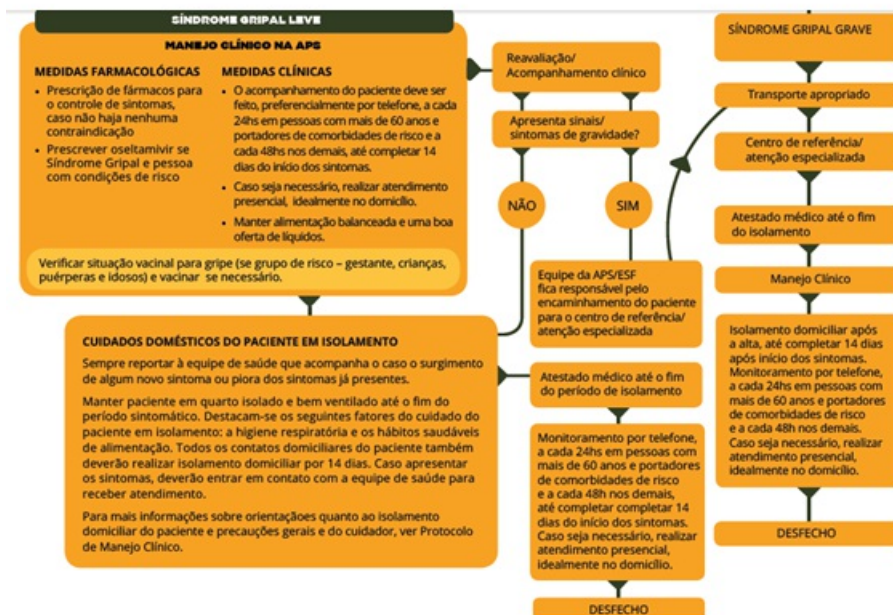 SÍNDROME GRIPAL LEVE
MANEJO CLÍNICO NA APS
MEDIDAS FARMACOLÓGICAS
• Prescrição de fármacos para
o controle de sintomas,
caso não haja nenhuma
contraindicação
• Prescrever oseltamivir se
Síndrome Gripal e pessoa
com condições de risco
MEDIDAS CLÍNICAS
• O acompanhamento do paciente deve ser
feito, preferencialmente por telefone, a cada
24hs em pessoas com mais de 60 anos e
portadores de comorbidades de risco e a
cada 48hs nos demais, até completar 14
dias do início dos sintomas.
• Caso seja necessário, realizar atendimento
presencial, idealmente no domicílio.
• Manter alimentação balanceada e uma boa
oferta de líquidos.
Verificar situação vacinal para gripe (se grupo de risco – gestante, crianças,
puérperas e idosos) e vacinar se necessário.
CUIDADOS DOMÉSTICOS DO PACIENTE EM ISOLAMENTO
Sempre reportar à equipe de saúde que acompanha o caso o surgimento
de algum novo sintoma ou piora dos sintomas já presentes.
Manter paciente em quarto isolado e bem ventilado até o fim do
período sintomático. Destacam-se os seguintes fatores do cuidado do
paciente em isolamento: a higiene respiratória e os hábitos saudáveis
de alimentação. Todos os contatos domiciliares do paciente também
deverão realizar isolamento domiciliar por 14 dias. Caso apresentar
os sintomas, deverão entrar em contato com a equipe de saúde para
receber atendimento.
Para mais informações sobre orientaçãoes quanto ao isolamento
domiciliar do paciente e precauções gerais e do cuidador, ver Protocolo
de Manejo Clínico.
Reavaliação/
Acompanhamento clínico
Apresenta sinais/
sintomas de gravidade?
NÃO
SIM
Equipe da APS/ESF
fica responsável pelo
encaminhamento do paciente
para o centro de referência/
atenção especializada
Atestado médico até o fim
do período de isolamento
Monitoramento por telefone,
a cada 24hs em pessoas com
mais de 60 anos e portadores
de comorbidades de risco
e a cada 48h nos demais,
até completar completar 14
dias do início dos sintomas.
Caso seja necessário, realizar
atendimento presencial,
idealmente no domicílio.
DESFECHO
SÍNDROME GRIPAL GRAVE
Transporte apropriado
Centro de referência/
atenção especializada
Atestado médico até o fim
do isolamento
Manejo Clínico
Isolamento domiciliar após
a alta, até completar 14 dias
após início dos sintomas.
Monitoramento por telefone,
a cada 24hs em pessoas com
mais de 60 anos e portadores
de comorbidades de risco
e a cada 48h nos demais.
Caso seja necessário, realizar
atendimento presencial,
idealmente no domicílio.
DESFECHO